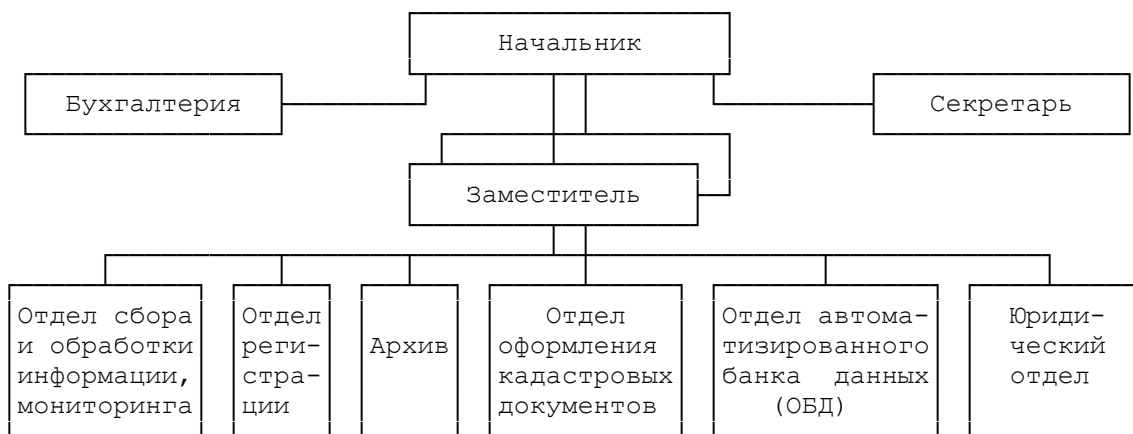 Начальник
Бухгалтерия
Секретарь
Заместитель
Отдел сбора
и обработки
информации,
мониторинга
Отдел
реги-
стра-
ции
Архив
Отдел
оформления
кадастровых
документов
Отдел автома-
тизированного
банка данных
(ОБД)
Юриди-
ческий
отдел